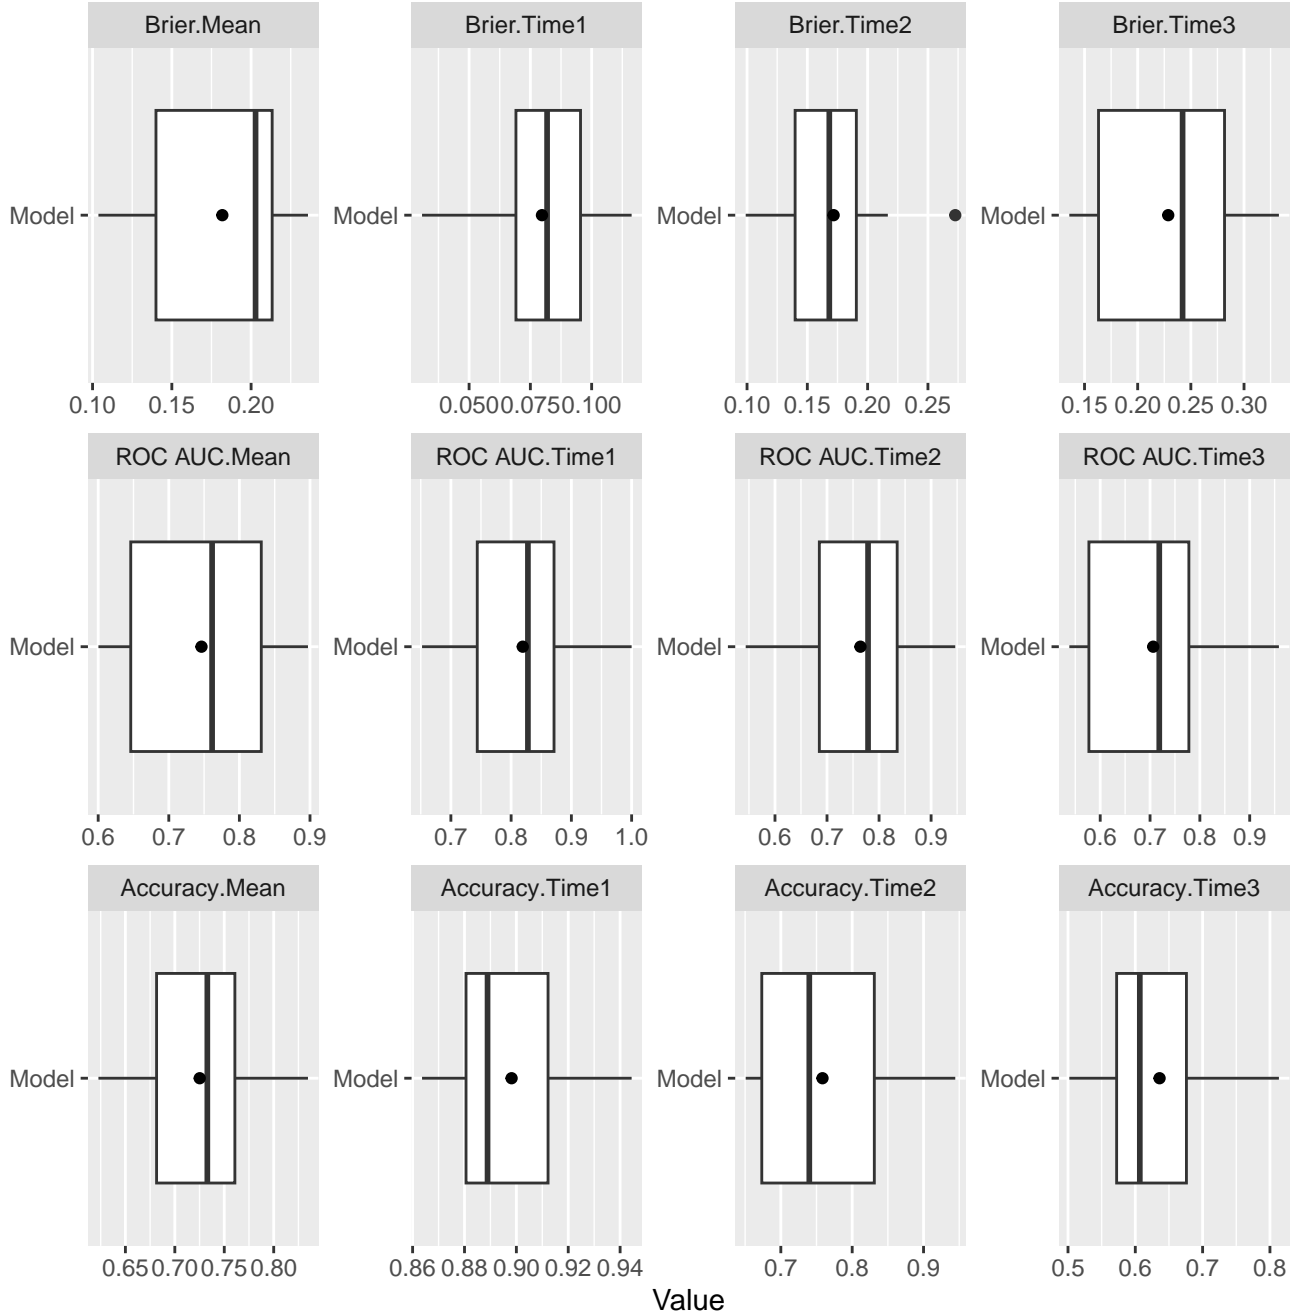 Brier.Mean Brier.Time1 Brier.Time2 Brier.Time3
Model Model Model Model
0.10 0.15 0.20 0.050 0.075 0.100 0.10 0.15 0.20 0.25 0.15 0.20 0.25 0.30
ROC AUC.Mean ROC AUC.Time1 ROC AUC.Time2 ROC AUC.Time3
Model Model Model Model
0.6 0.7 0.8 0.9 0.7 0.8 0.9 1.0 0.6 0.7 0.8 0.9 0.6 0.7 0.8 0.9
Accuracy.Mean Accuracy.Time1 Accuracy.Time2 Accuracy.Time3
Model Model Model Model
0.65 0.70 0.75 0.80 0.86 0.88 0.90 0.92 0.94 0.7 0.8 0.9 0.5 0.6 0.7 0.8
Value